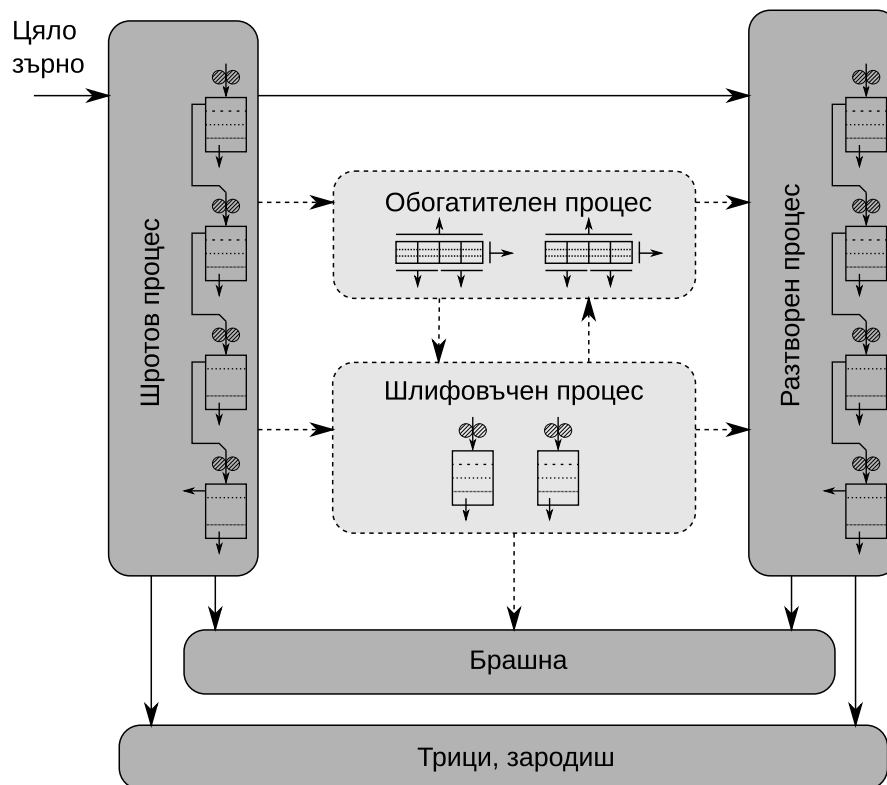 Цяло
зърно
Шротов процес
Обогатителен процес
Шлифовъчен процес
Разтворен процес
Брашна
Трици, зародиш